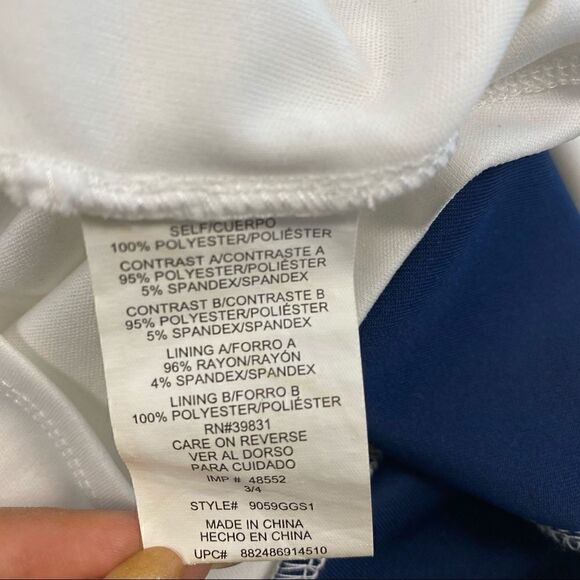 SELF/CUERPO
100% POLYESTER/POLIÉSTER
CONTRAST A/CONTRASTE A
95% POLYESTER/POLIÉSTER
5% SPANDEX/SPANDEX
CONTRAST B/CONTRASTE B
95% POLYESTER/POLIÉSTER
5% SPANDEX/SPANDEX
LINING A/FORRO A
96% RAYON/RAYÓN
4% SPANDEX/SPANDEX
LINING B/FORRO B
100% POLYESTER/POLIÉSTER
RN#39831
CARE ON REVERSE
VER AL DORSO
PARA CUIDADO
IMP # 48552
3/4
STYLE# 9059GGS1
MADE IN CHINA
HECHO EN CHINA
UPC# 882486914510